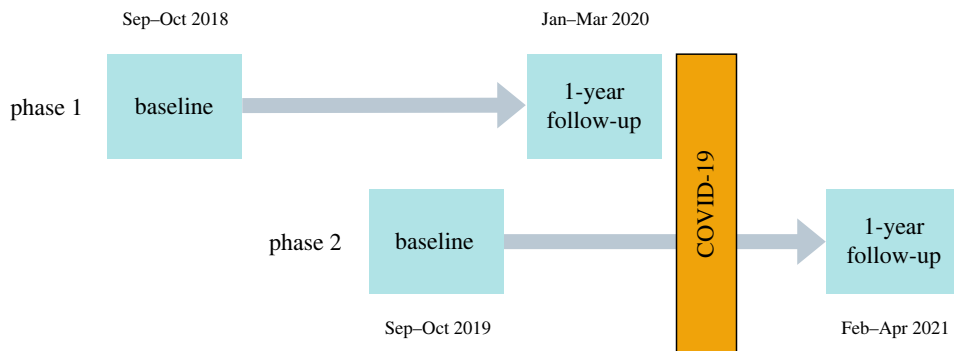 Sep–Oct 2018
Jan–Mar 2020
phase 1
baseline
1-year
follow-up
COVID-19
phase 2
baseline
1-year
follow-up
Sep–Oct 2019
Feb–Apr 2021